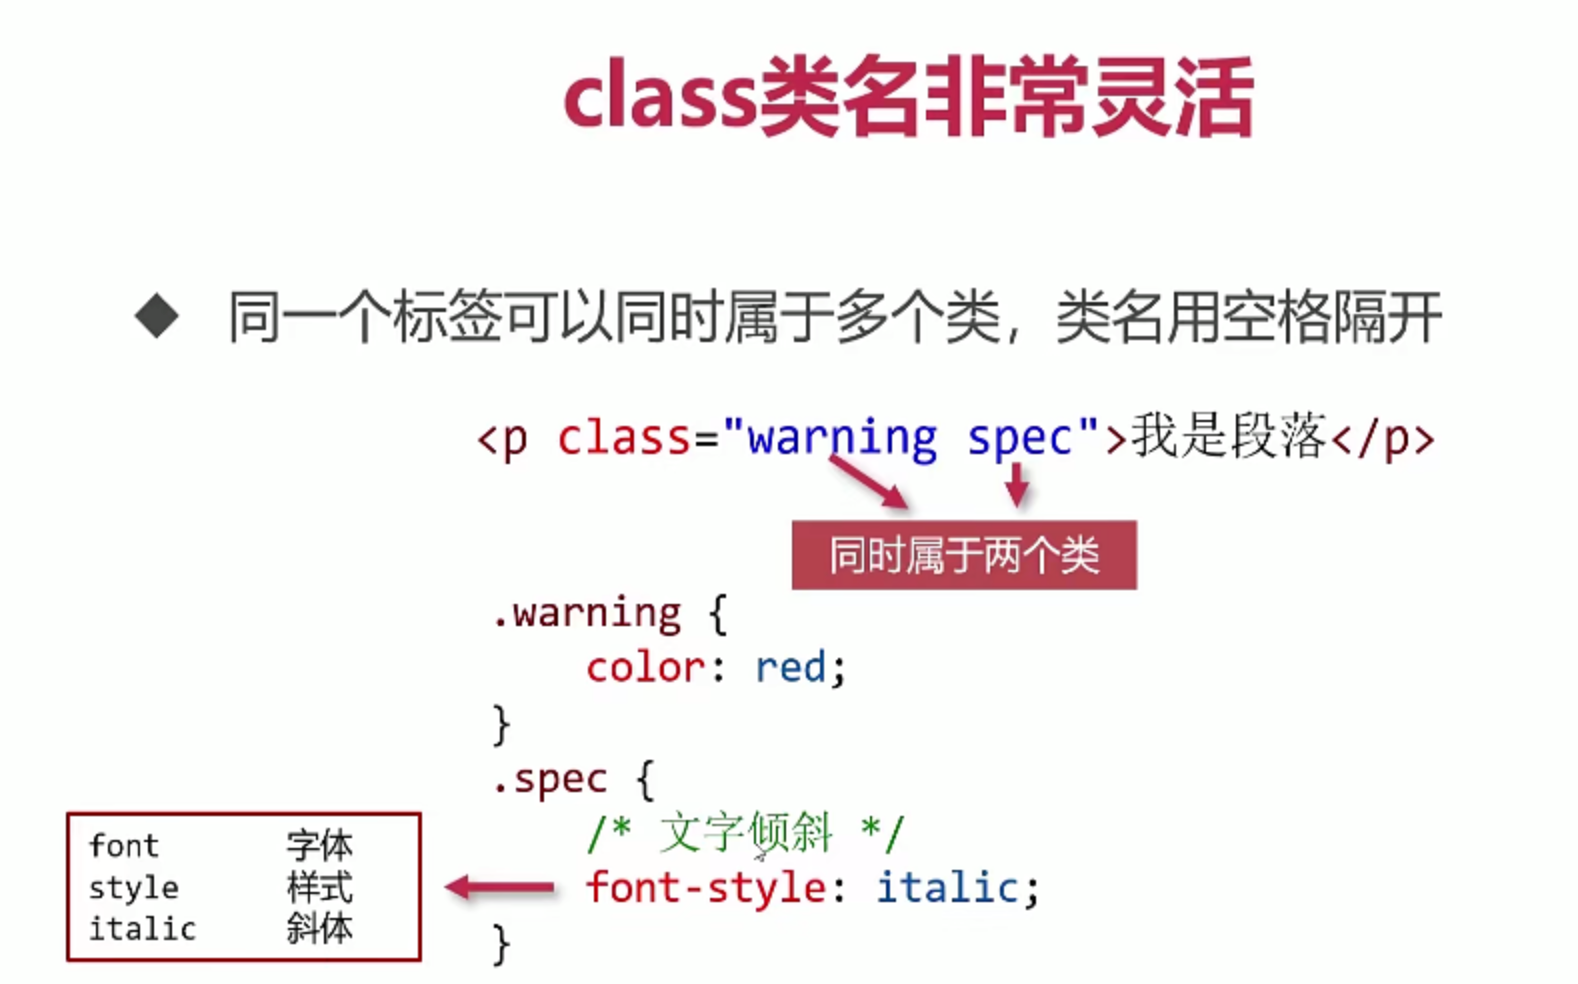 class类名非常灵活
◆ 同一个标签可以同时属于多个类，类名用空格隔开
<p class="warning spec">我是段落</p>
同时属于两个类
.warning {
color: red;
}
.spec {
/* 文字倾斜 */
font-style: italic;
}
font 字体
style 样式
italic 斜体